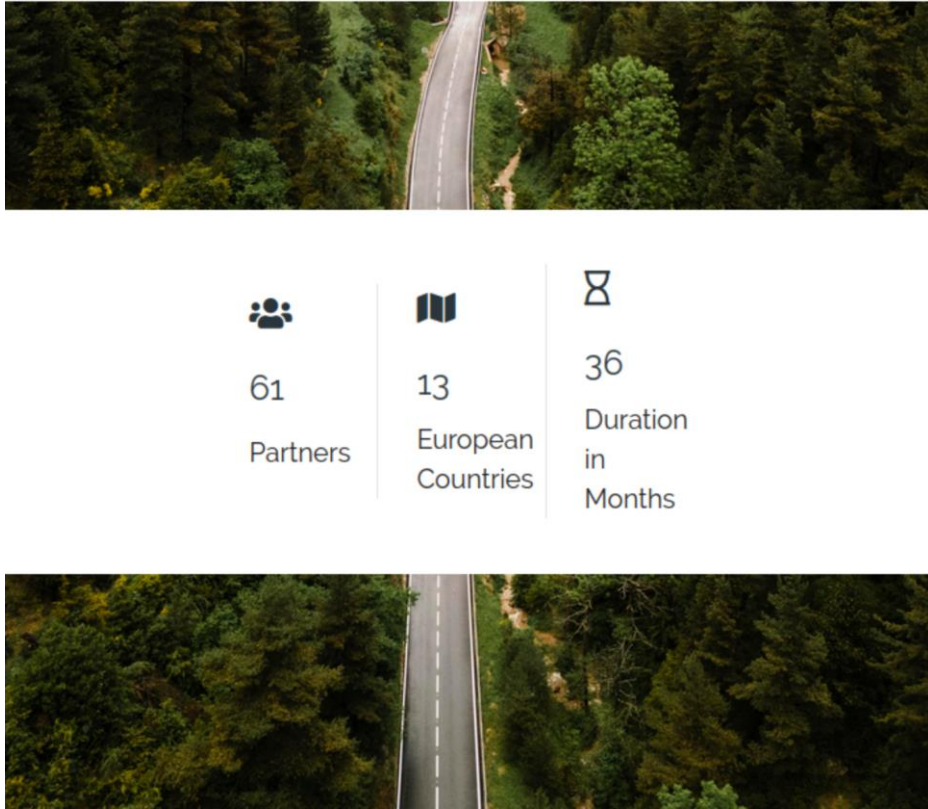 61
Partners
13
European
Countries
36
Duration
in
Months